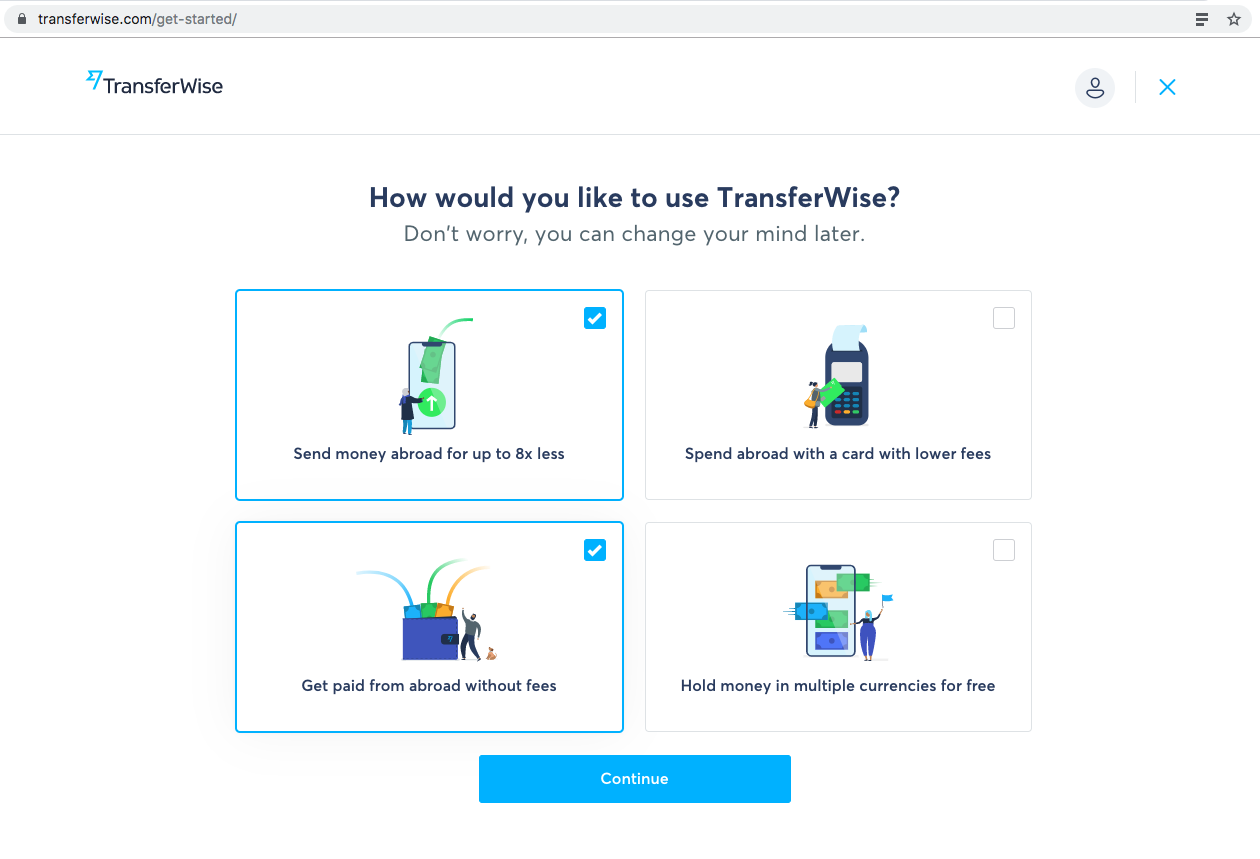 transferwise.com/get-started/
TransferWise
How would you like to use TransferWise?
Don't worry, you can change your mind later.
Send money abroad for up to 8x less
Spend abroad with a card with lower fees
Get paid from abroad without fees
Hold money in multiple currencies for free
Continue